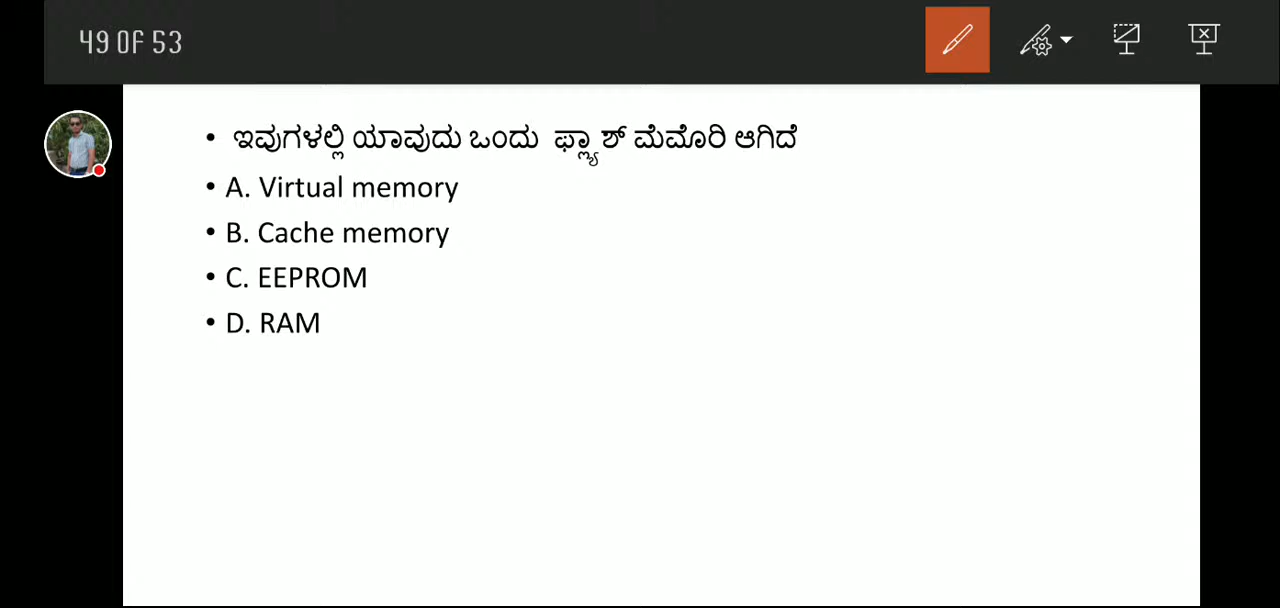 49 OF 53
• ಇವುಗಳಲ್ಲಿ ಯಾವುದು ಒಂದು ಫ್ಲ್ಯಾಶ್ ಮೆಮೊರಿ ಆಗಿದೆ
• A. Virtual memory
• B. Cache memory
• C. EEPROM
• D. RAM